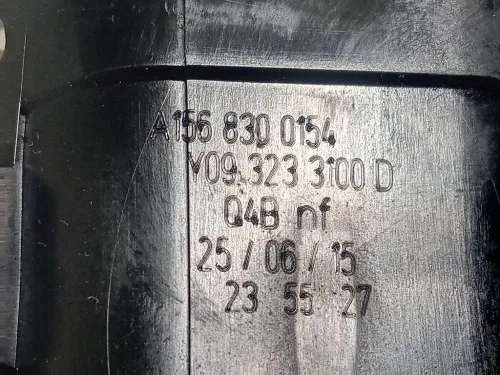 A156 830 0154
V09.323 3100 D
Q4B nf
25 / 06 / 15
23 55 27